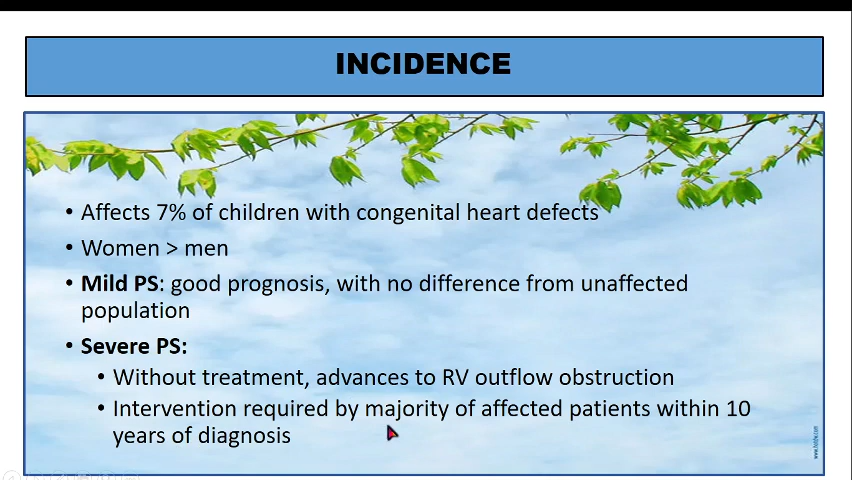 INCIDENCE
• Affects 7% of children with congenital heart defects
• Women > men
• Mild PS: good prognosis, with no difference from unaffected
population
• Severe PS:
• Without treatment, advances to RV outflow obstruction
• Intervention required by majority of affected patients within 10
years of diagnosis